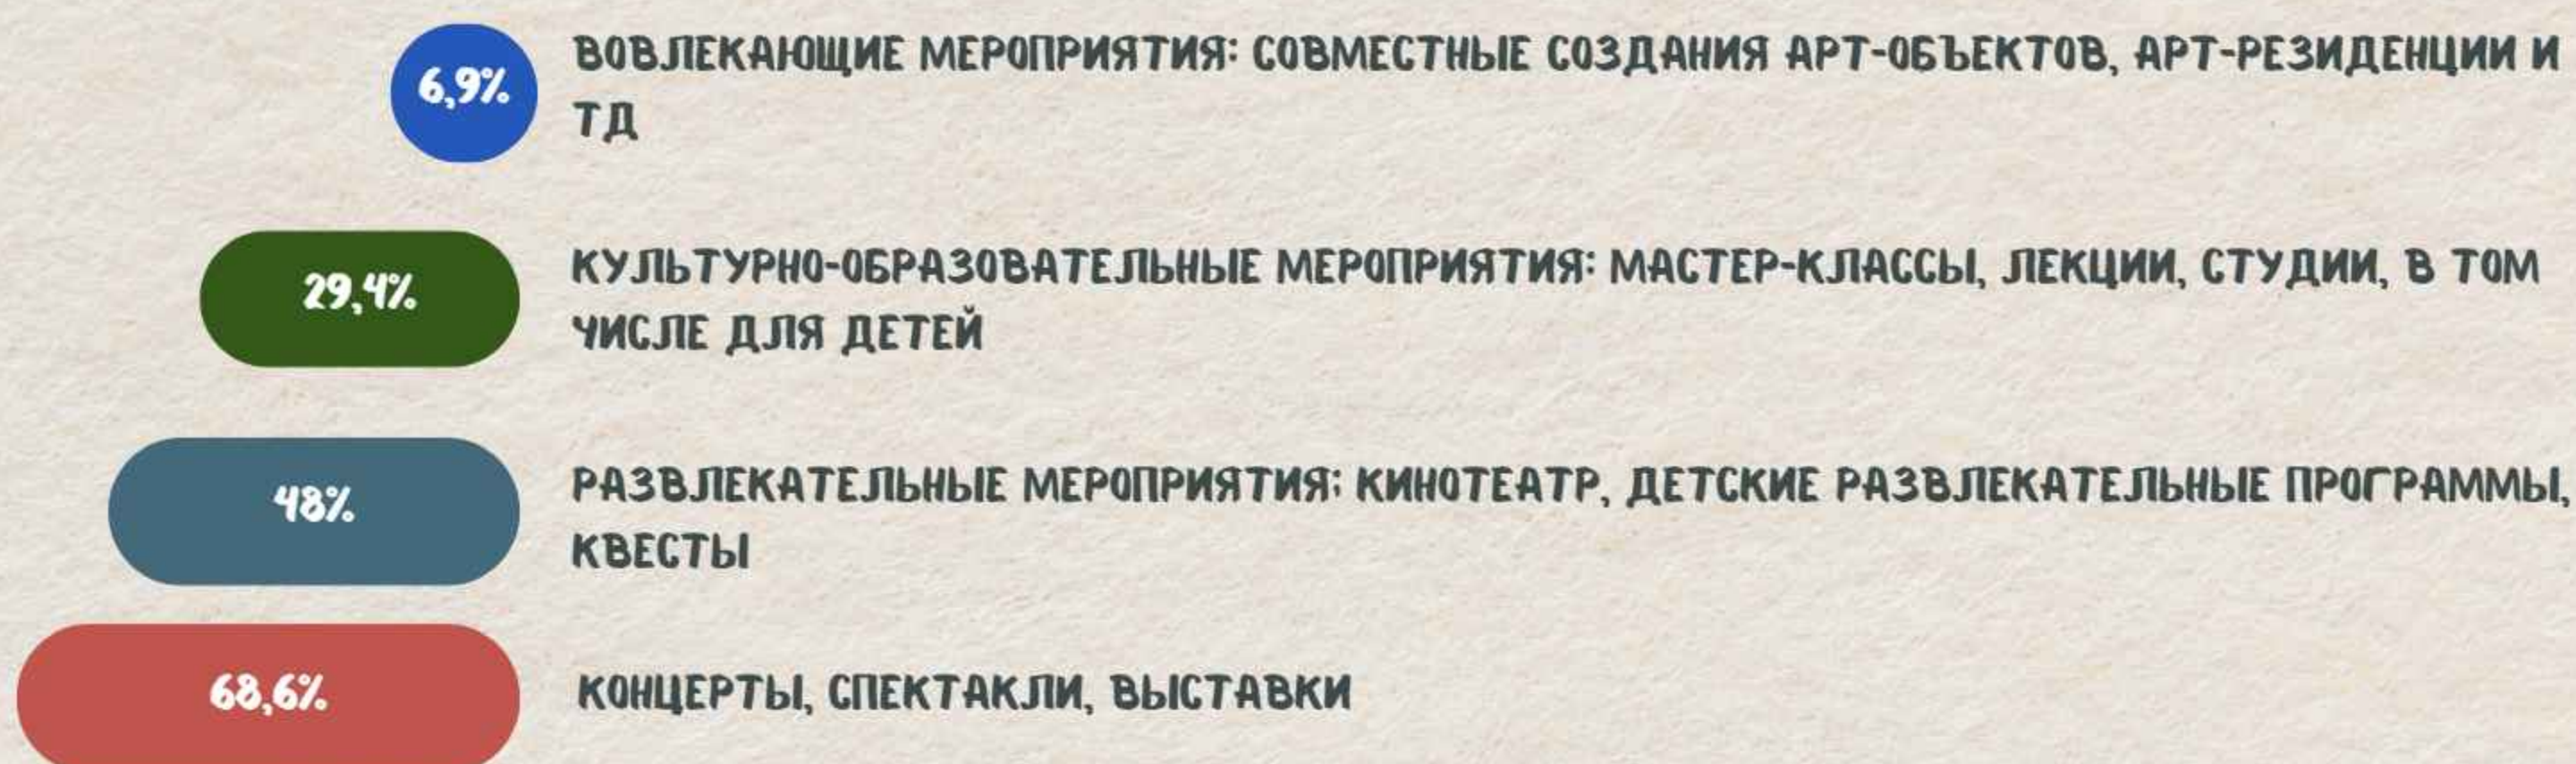 6,9%
ВОВЛЕКАЮЩИЕ МЕРОПРИЯТИЯ: СОВМЕСТНЫЕ СОЗДАНИЯ АРТ-ОБЪЕКТОВ, АРТ-РЕЗИДЕНЦИИ И
ТД
29,4%
КУЛЬТУРНО-ОБРАЗОВАТЕЛЬНЫЕ МЕРОПРИЯТИЯ: МАСТЕР-КЛАССЫ, ЛЕКЦИИ, СТУДИИ, В ТОМ
ЧИСЛЕ ДЛЯ ДЕТЕЙ
48%
РАЗВЛЕКАТЕЛЬНЫЕ МЕРОПРИЯТИЯ: КИНОТЕАТР, ДЕТСКИЕ РАЗВЛЕКАТЕЛЬНЫЕ ПРОГРАММЫ,
КВЕСТЫ
68,6%
КОНЦЕРТЫ, СПЕКТАКЛИ, ВЫСТАВКИ